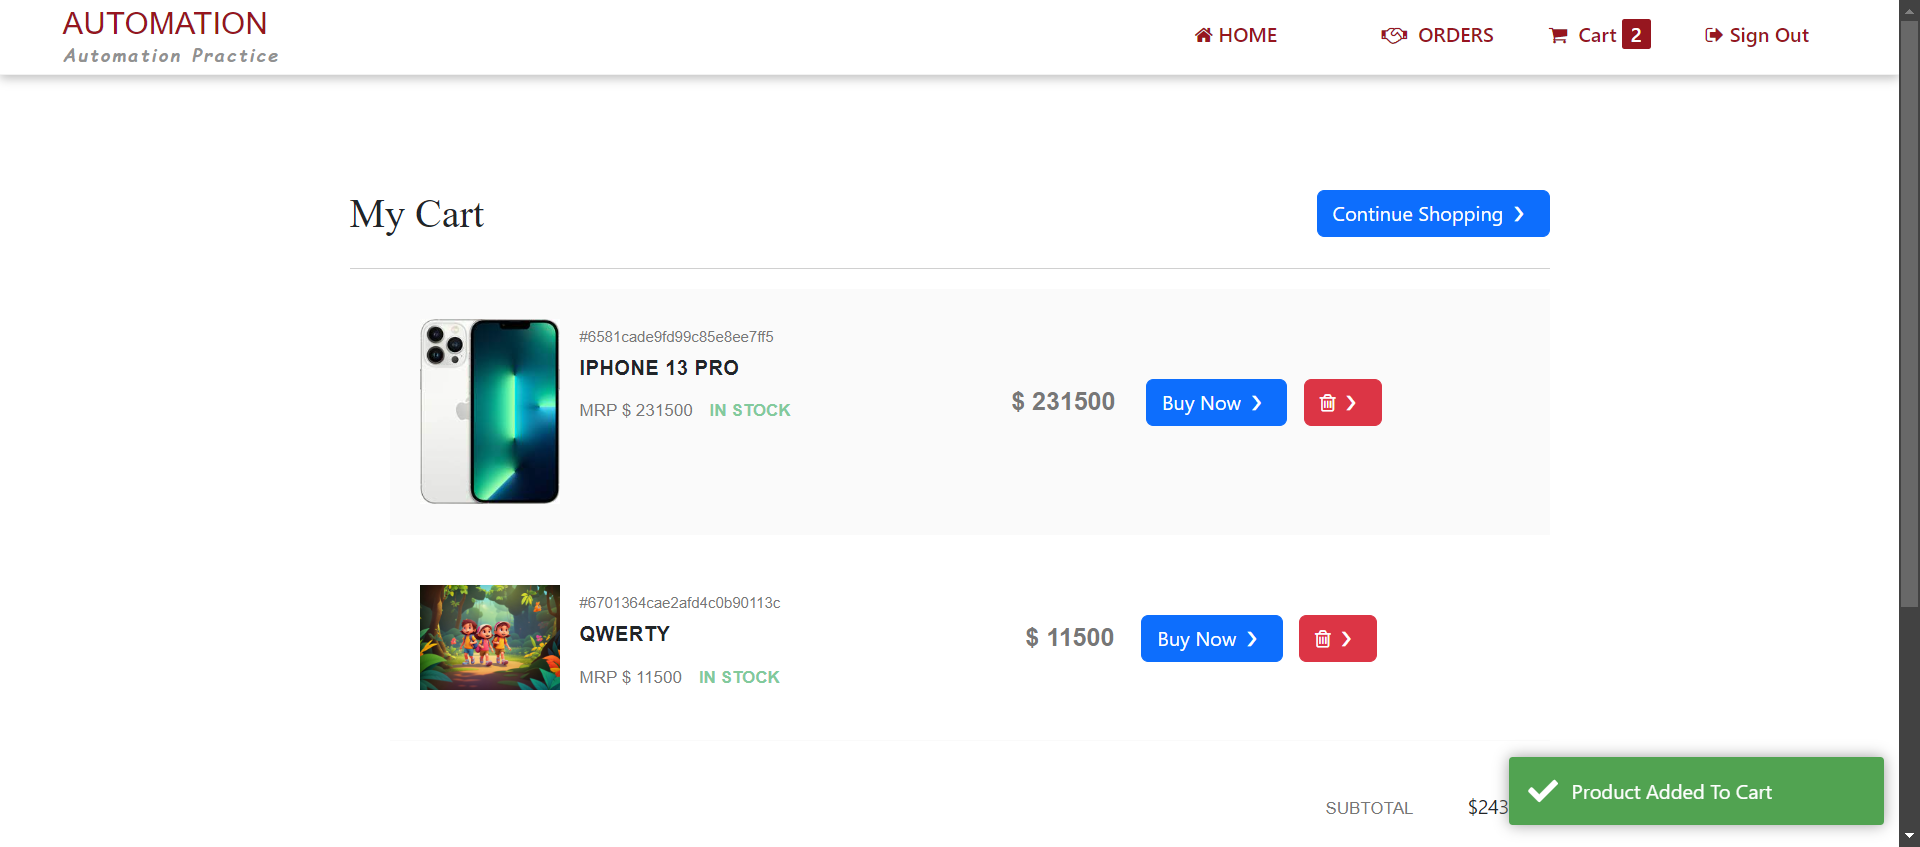 AUTOMATION
Automation Practice
HOME
ORDERS
Cart 2
Sign Out
My Cart
Continue Shopping ❯
#6581cade9fd99c85e8ee7ff5
IPHONE 13 PRO
MRP $ 231500 IN STOCK
$ 231500
Buy Now ❯
❯
#6701364cae2afd4c0b90113c
QWERTY
MRP $ 11500 IN STOCK
$ 11500
Buy Now ❯
❯
SUBTOTAL $243
Product Added To Cart